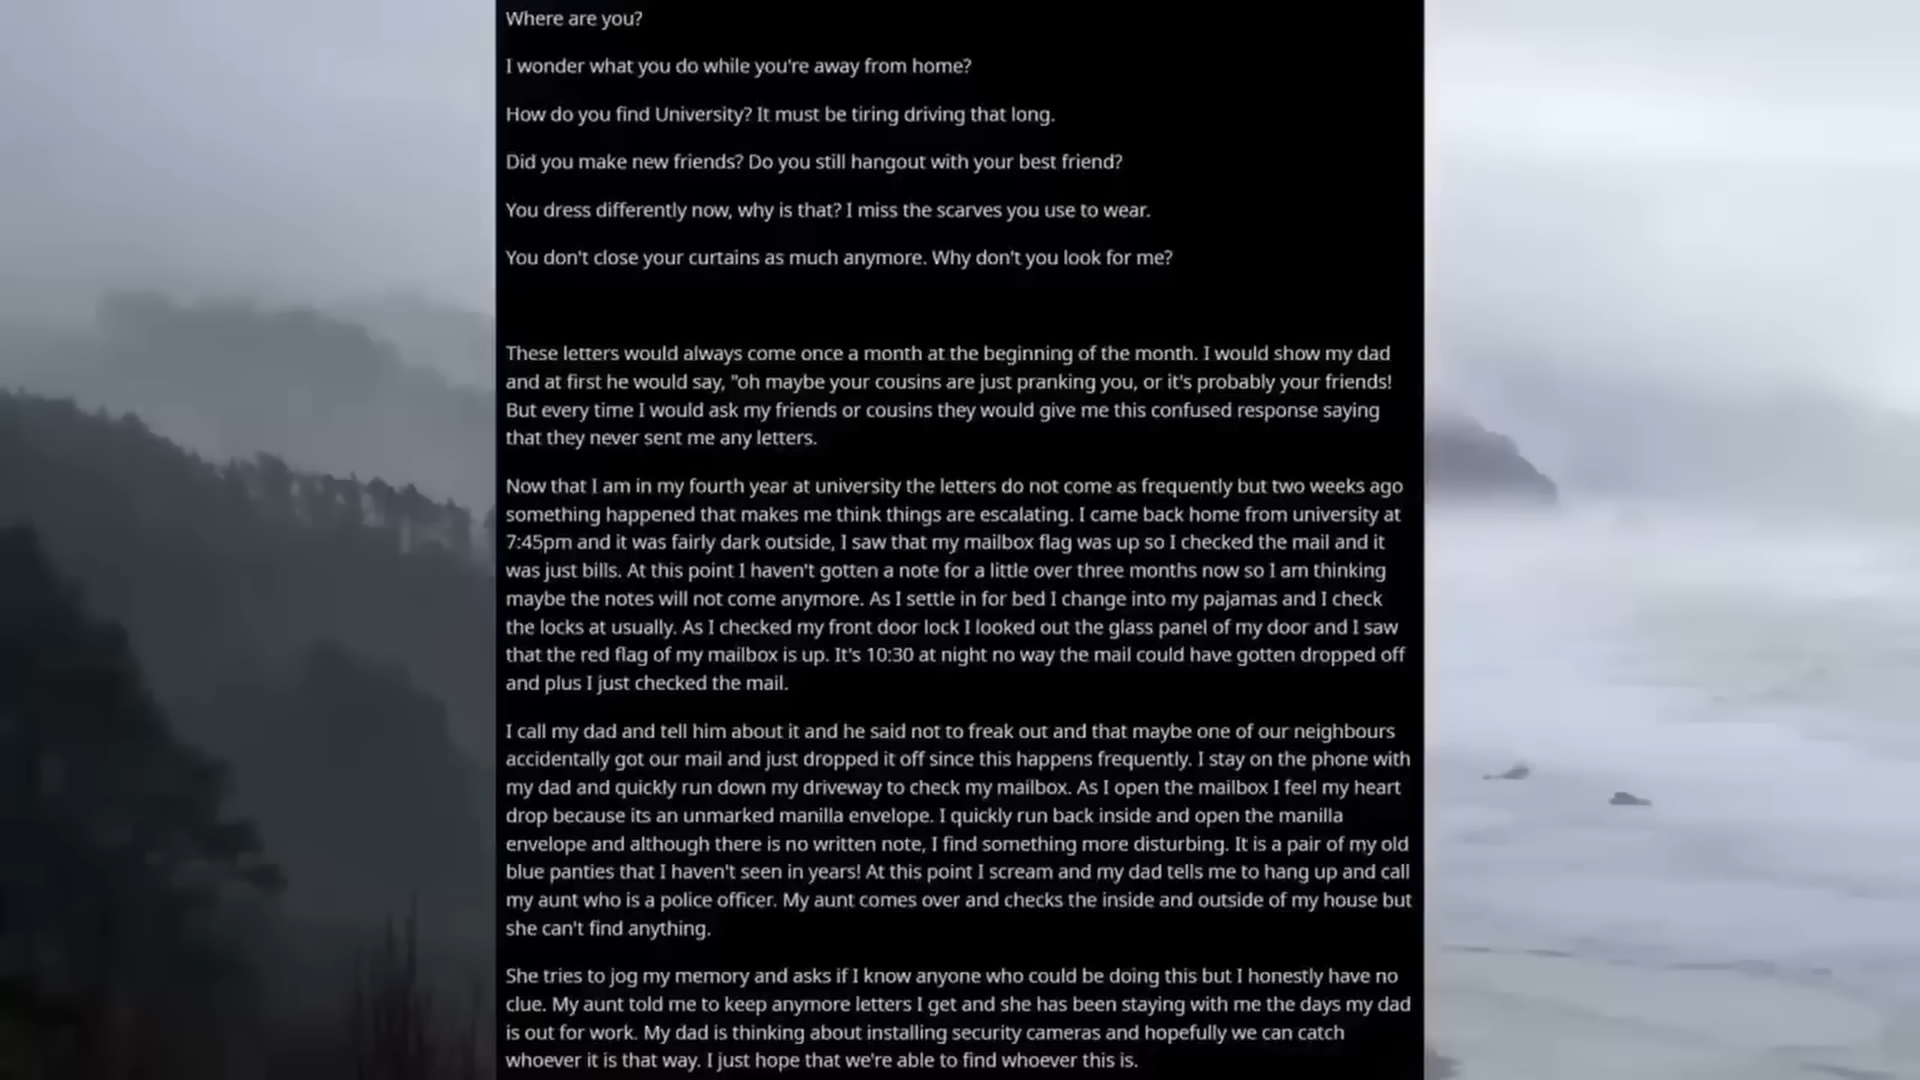 Where are you?
I wonder what you do while you're away from home?
How do you find University? It must be tiring driving that long.
Did you make new friends? Do you still hangout with your best friend?
You dress differently now, why is that? I miss the scarves you use to wear.
You don't close your curtains as much anymore. Why don't you look for me?
These letters would always come once a month at the beginning of the month. I would show my dad
and at first he would say, "oh maybe your cousins are just pranking you, or it's probably your friends!
But every time I would ask my friends or cousins they would give me this confused response saying
that they never sent me any letters.
Now that I am in my fourth year at university the letters do not come as frequently but two weeks ago
something happened that makes me think things are escalating. I came back home from university at
7:45pm and it was fairly dark outside, I saw that my mailbox flag was up so I checked the mail and it
was just bills. At this point I haven't gotten a note for a little over three months now so I am thinking
maybe the notes will not come anymore. As I settle in for bed I change into my pajamas and I check
the locks at usually. As I checked my front door lock I looked out the glass panel of my door and I saw
that the red flag of my mailbox is up. It's 10:30 at night no way the mail could have gotten dropped off
and plus I just checked the mail.
I call my dad and tell him about it and he said not to freak out and that maybe one of our neighbours
accidentally got our mail and just dropped it off since this happens frequently. I stay on the phone with
my dad and quickly run down my driveway to check my mailbox. As I open the mailbox I feel my heart
drop because its an unmarked manilla envelope. I quickly run back inside and open the manilla
envelope and although there is no written note, I find something more disturbing. It is a pair of my old
blue panties that I haven't seen in years! At this point I scream and my dad tells me to hang up and call
my aunt who is a police officer. My aunt comes over and checks the inside and outside of my house but
she can't find anything.
She tries to jog my memory and asks if I know anyone who could be doing this but I honestly have no
clue. My aunt told me to keep anymore letters I get and she has been staying with me the days my dad
is out for work. My dad is thinking about installing security cameras and hopefully we can catch
whoever it is that way. I just hope that we're able to find whoever this is.